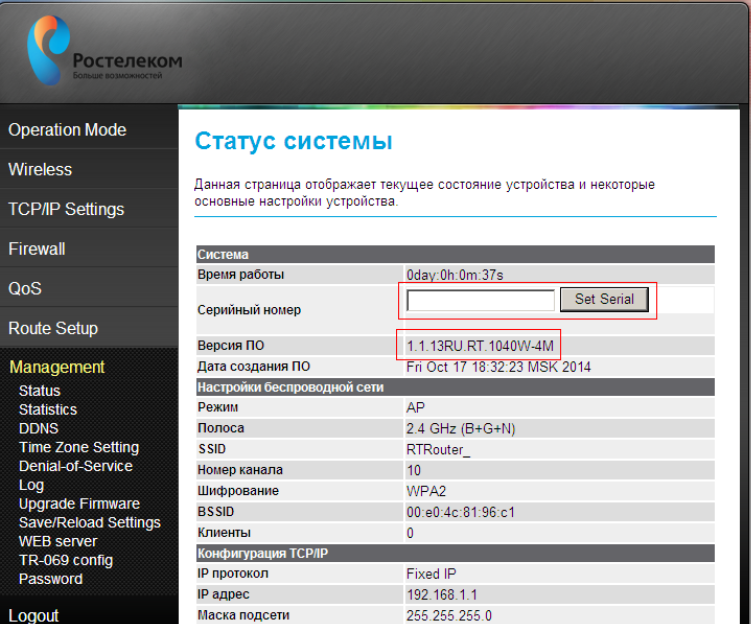 Ростелеком
Больше возможностей
Operation Mode
Wireless
TCP/IP Settings
Firewall
QoS
Route Setup
Management
Status
Statistics
DDNS
Time Zone Setting
Denial-of-Service
Log
Upgrade Firmware
Save/Reload Settings
WEB server
TR-069 config
Password
Logout
Статус системы
Данная страница отображает текущее состояние устройства и некоторые
основные настройки устройства.
Система
Время работы 0day:0h:0m:37s
Серийный номер Set Serial
Версия ПО 1.1.13RU.RT.1040W-4M
Дата создания ПО Fri Oct 17 18:32:23 MSK 2014
Настройки беспроводной сети
Режим AP
Полоса 2.4 GHz (B+G+N)
SSID RTRouter_
Номер канала 10
Шифрование WPA2
BSSID 00:e0:4c:81:96:c1
Клиенты 0
Конфигурация TCP/IP
IP протокол Fixed IP
IP адрес 192.168.1.1
Маска подсети 255.255.255.0